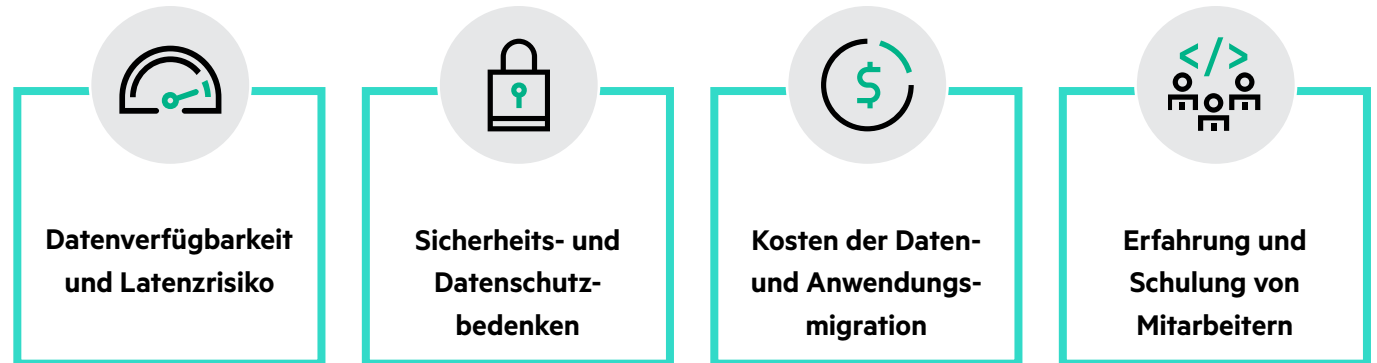 Datenverfügbarkeit
und Latenzrisiko
Sicherheits- und
Datenschutz-
bedenken
Kosten der Daten-
und Anwendungs-
migration
Erfahrung und
Schulung von
Mitarbeitern